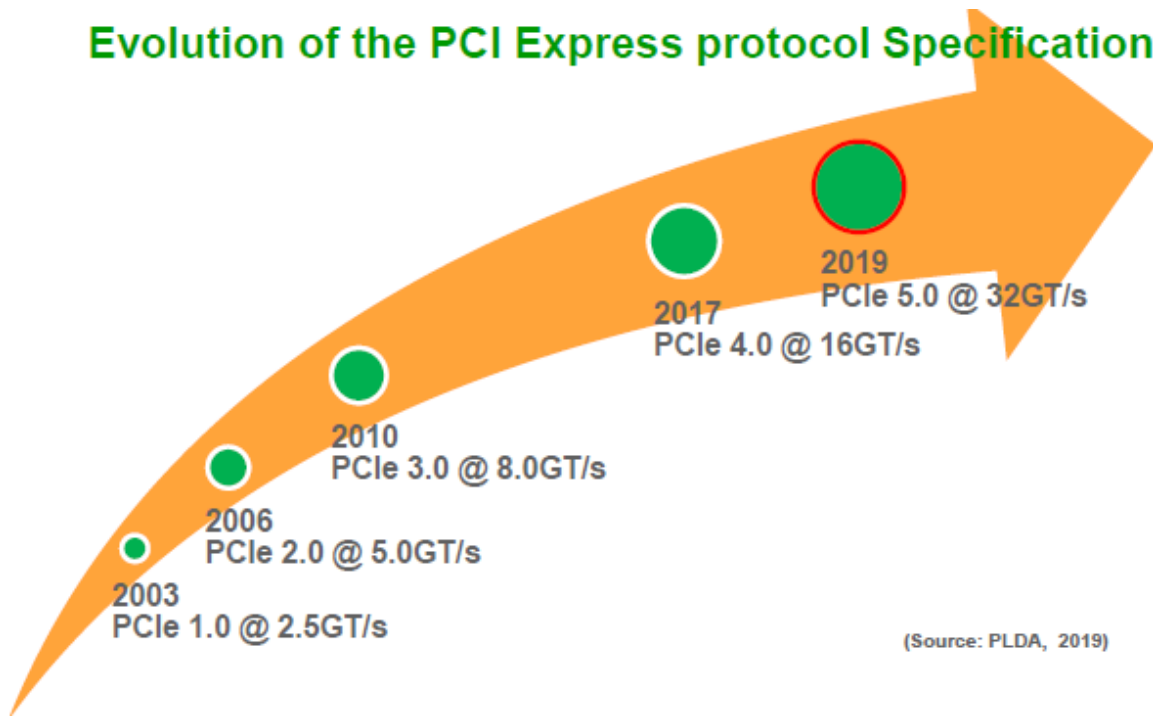 Evolution of the PCI Express protocol Specification
2019
PCIe 5.0 @ 32GT/s
2017
PCIe 4.0 @ 16GT/s
2010
PCIe 3.0 @ 8.0GT/s
2006
PCIe 2.0 @ 5.0GT/s
2003
PCIe 1.0 @ 2.5GT/s
(Source: PLDA, 2019)